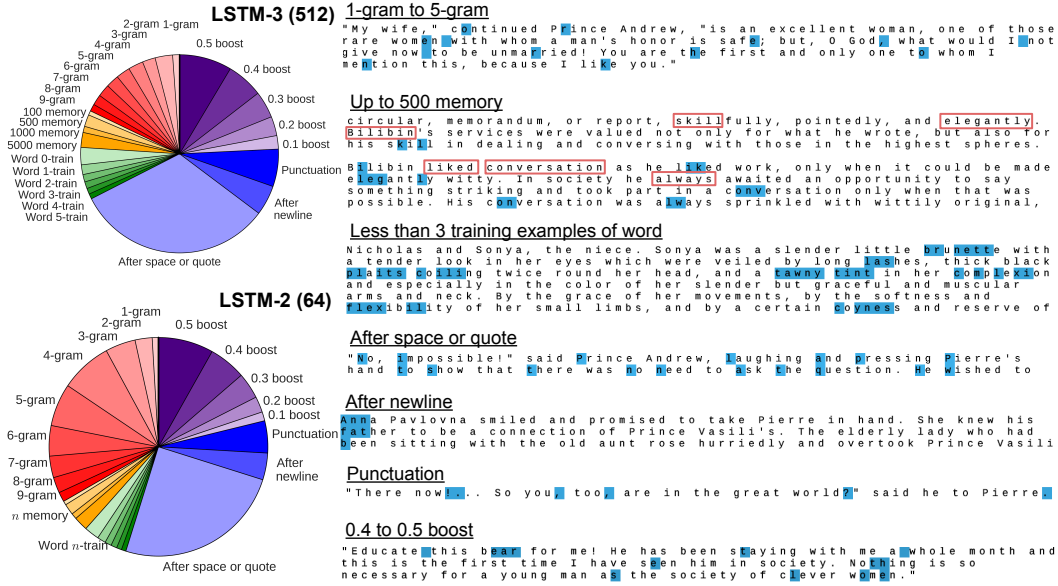 LSTM-3 (512)
2-gram 1-gram
3-gram
4-gram
5-gram
6-gram
7-gram
8-gram
9-gram
100 memory
500 memory
1000 memory
5000 memory
Word 0-train
Word 1-train
Word 2-train
Word 3-train
Word 4-train
Word 5-train
0.5 boost
0.4 boost
0.3 boost
0.2 boost
0.1 boost
Punctuation
After
newline
After space or quote
LSTM-2 (64)
1-gram
2-gram
3-gram
4-gram
5-gram
6-gram
7-gram
8-gram
9-gram
n memory
Word n-train
0.5 boost
0.4 boost
0.3 boost
0.2 boost
0.1 boost
Punctuation
After
newline
After space or quote
1-gram to 5-gram
"My wife," continued Prince Andrew, "is an excellent woman, one of those
rare women with whom a man's honor is safe; but, O God, what would I not
give now to be unmarried! You are the first and only one to whom I
mention this, because I like you."
Up to 500 memory
circular, memorandum, or report, skillfully, pointedly, and elegantly.
Bilibin's services were valued not only for what he wrote, but also for
his skill in dealing and conversing with those in the highest spheres.
Bilibin liked conversation as he liked work, only when it could be made
elegantly witty. In society he always awaited an opportunity to say
something striking and took part in a conversation only when that was
possible. His conversation was always sprinkled with wittily original,
Less than 3 training examples of word
Nicholas and Sonya, the niece. Sonya was a slender little brunette with
a tender look in her eyes which were veiled by long lashes, thick black
plaits coiling twice round her head, and a tawny tint in her complexion
and especially in the color of her slender but graceful and muscular
arms and neck. By the grace of her movements, by the softness and
flexibility of her small limbs, and by a certain coyness and reserve of
After space or quote
"No, impossible!" said Prince Andrew, laughing and pressing Pierre's
hand to show that there was no need to ask the question. He wished to
After newline
Anna Pavlovna smiled and promised to take Pierre in hand. She knew his
father to be a connection of Prince Vasili's. The elderly lady who had
been sitting with the old aunt rose hurriedly and overtook Prince Vasili
Punctuation
"There now!... So you, too, are in the great world?" said he to Pierre.
0.4 to 0.5 boost
"Educate this bear for me! He has been staying with me a whole month and
this is the first time I have seen him in society. Nothing is so
necessary for a young man as the society of clever women."